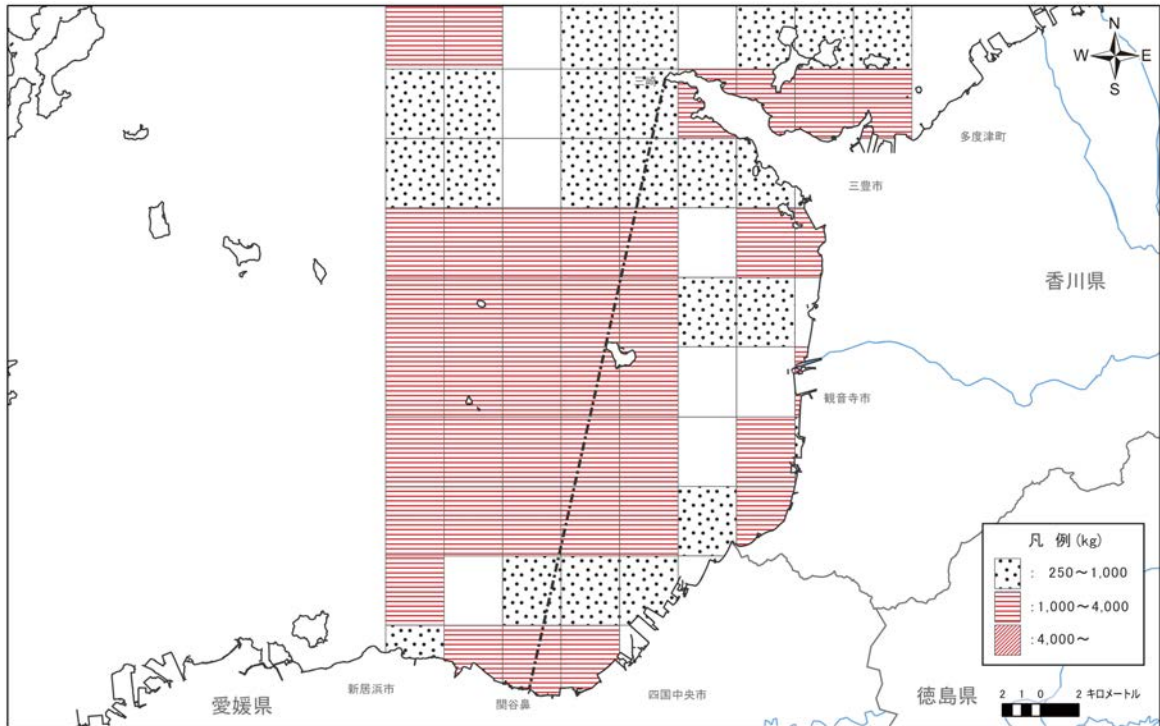 N
W E
S
三崎
多度津町
三豊市
香川県
観音寺市
凡 例 (kg)
: 250～1,000
:1,000～4,000
:4,000～
新居浜市
四国中央市
関谷鼻
愛媛県
徳島県
2 1 0 2 キロメートル